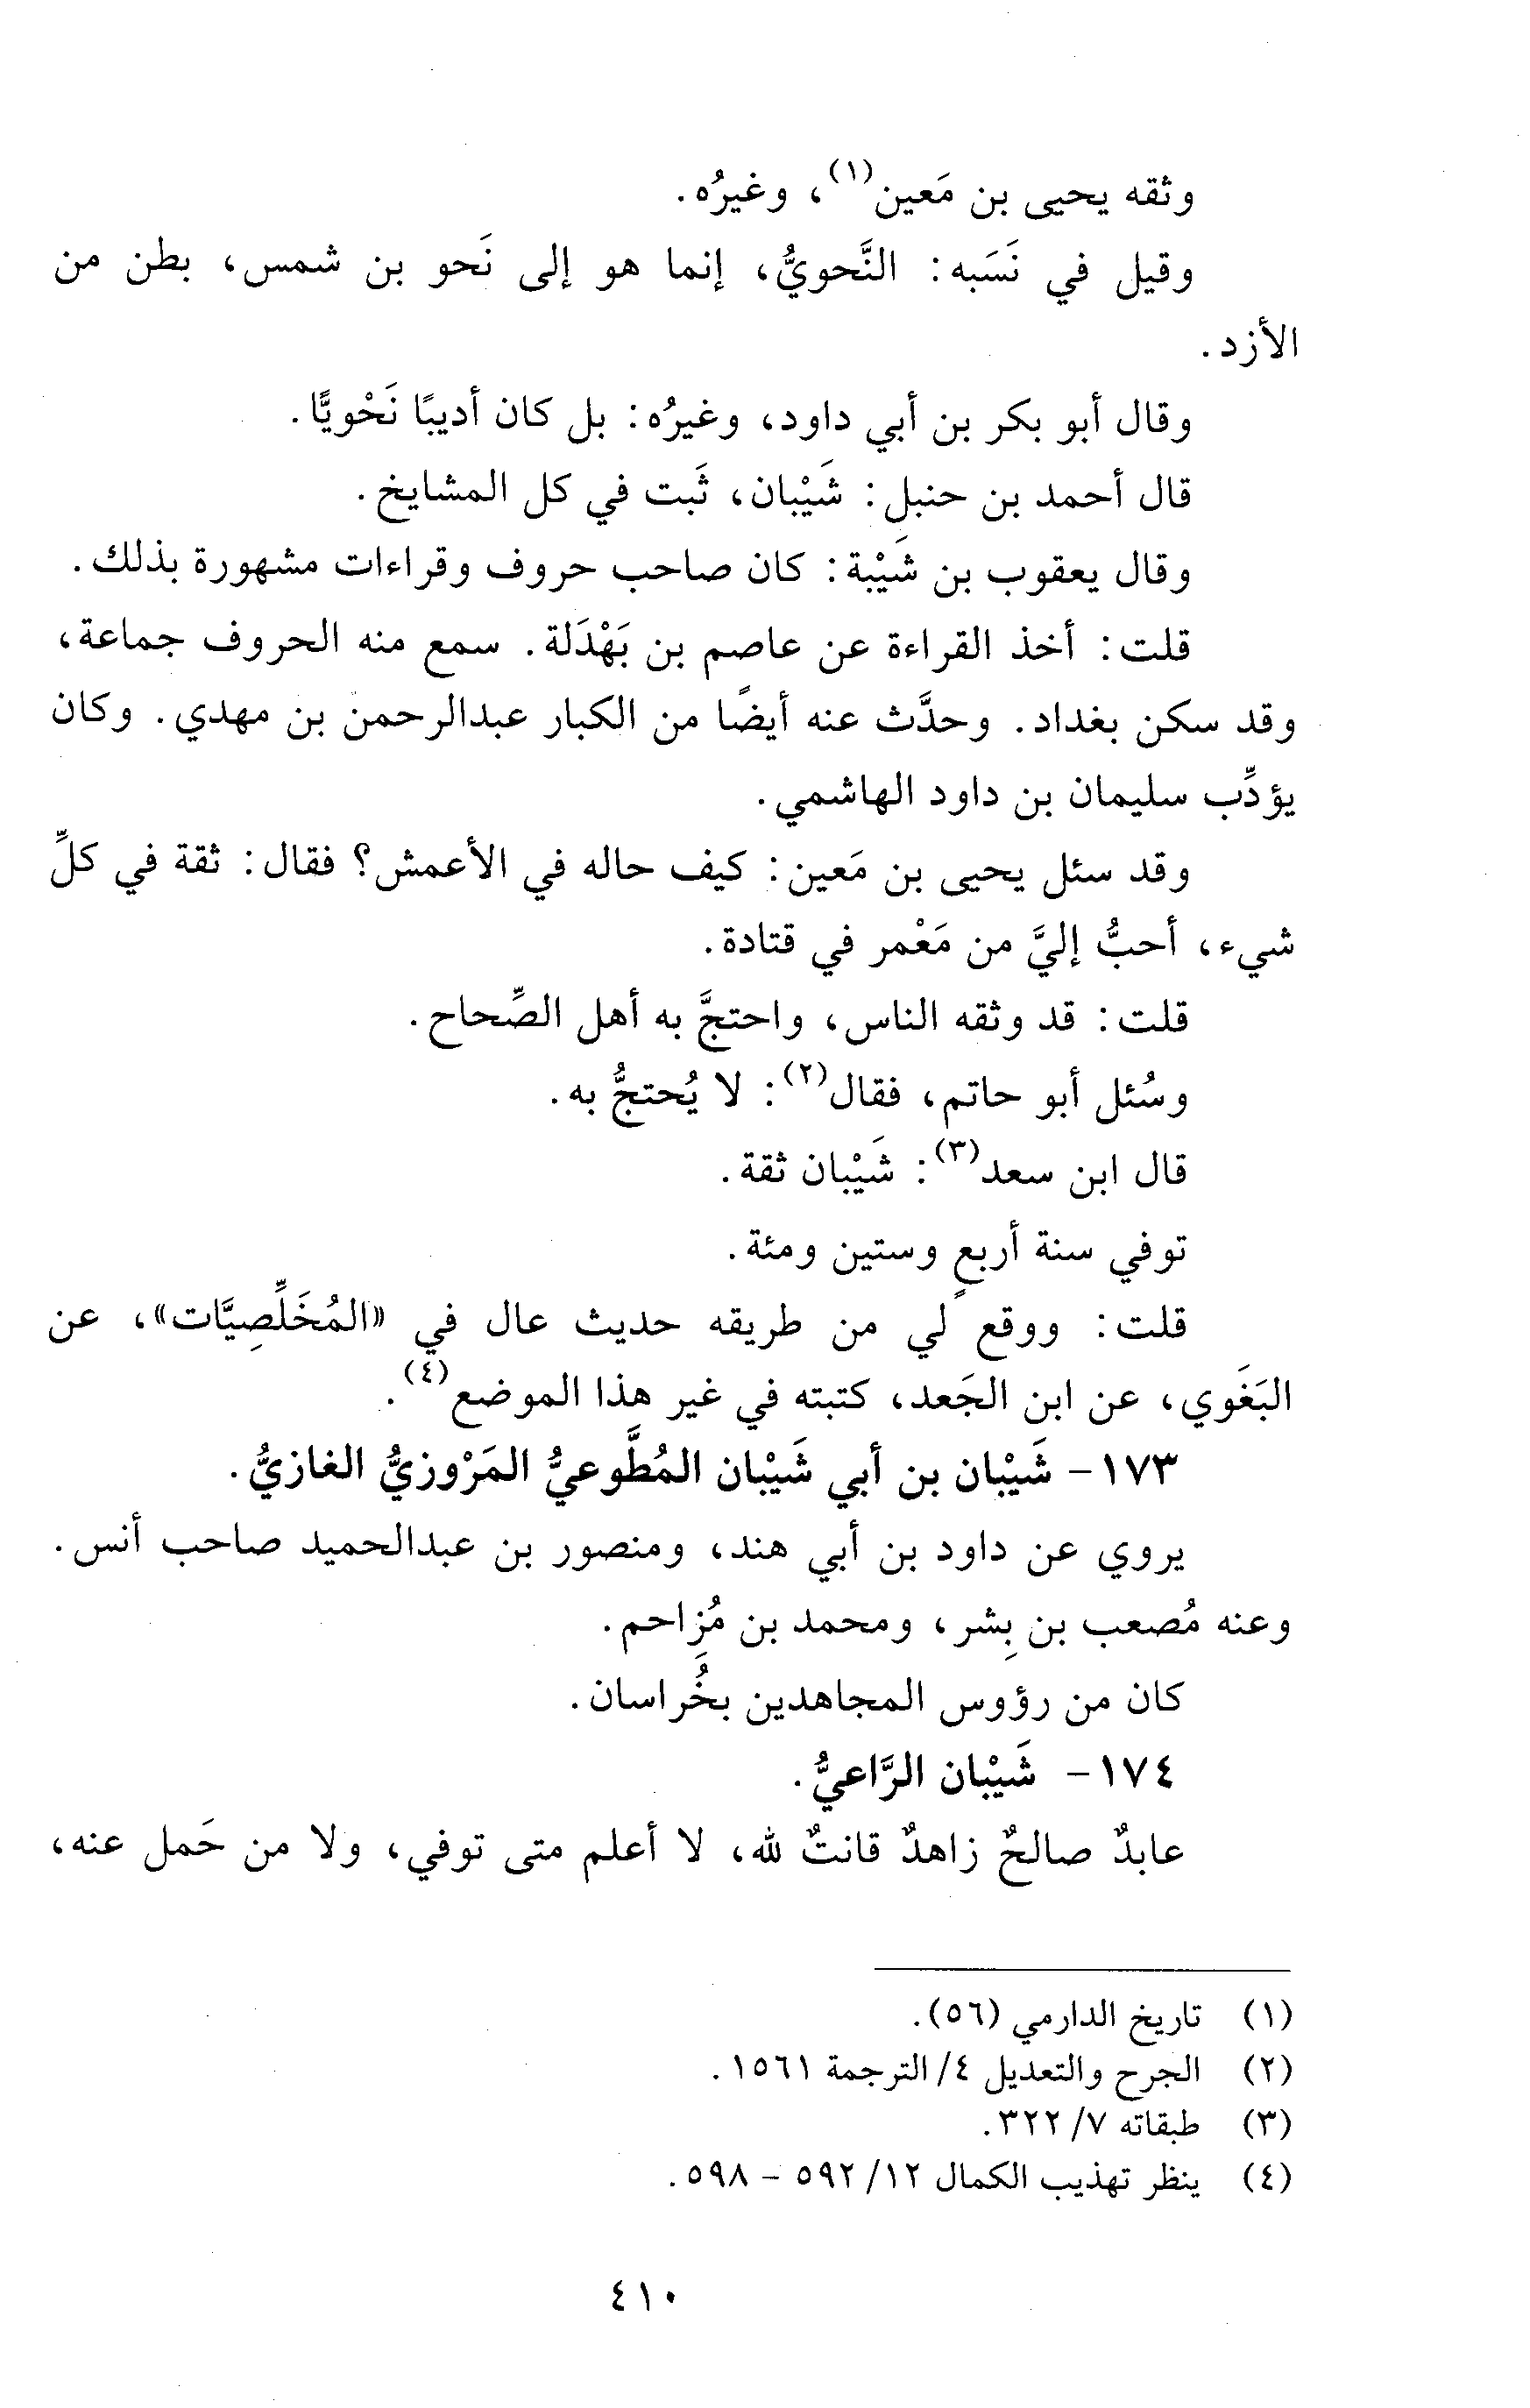 وثقه يحيى بن مَعين(١)، وغيرُه.
وقيل في نَسَبه: النَّحويُّ، إنما هو إلى نَحو بن شمس، بطن من
الأزد.
وقال أبو بكر بن أبي داود، وغيرُه: بل كان أديبًا نَحْويًّا.
قال أحمد بن حنبلِ: شَيْبان، ثَبت في كل المشايخ.
وقال يعقوب بن شَيْبة: كان صاحب حروف وقراءات مشهورة بذلك.
قلت: أخذ القراءة عن عاصم بن بَهْدَلة. سمع منه الحروف جماعة،
وقد سكن بغداد. وحدَّث عنه أيضًا من الكبار عبدالرحمن بن مهدي. وكان
يؤدِّب سليمان بن داود الهاشمي.
وقد سئل يحيى بن مَعين: كيف حاله في الأعمش؟ فقال: ثقة في كلِّ
شيء، أحبُّ إليَّ من مَعْمر في قتادة.
قلت: قد وثقه الناس، واحتجَّ به أهل الصِّحاح.
وسُئل أبو حاتم، فقال(٢): لا يُحتجُّ به.
قال ابن سعد(٣): شَيْبان ثقة.
توفي سنة أربعٍ وستين ومئة.
قلت: ووقع لي من طريقه حديث عال في «المُخَلِّصِيَّات»، عن
البَغَوي، عن ابن الجَعد، كتبته في غير هذا الموضع(٤).
١٧٣- شَيْبان بن أبي شَيْبان المُطَّوعيُّ المَرْوزيُّ الغازيُّ.
يروي عن داود بن أبي هند، ومنصور بن عبدالحميد صاحب أنس.
وعنه مُصعب بن بِشر، ومحمد بن مُزاحم.
كان من رؤوس المجاهدين بخُراسان.
١٧٤- شَيْبان الرَّاعيُّ.
عابدٌ صالحٌ زاهدٌ قانتٌ لله، لا أعلم متى توفي، ولا من حَمل عنه،
(١) تاريخ الدارمي (٥٦).
(٢) الجرح والتعديل ٤/ الترجمة ١٥٦١.
(٣) طبقاته ٧/ ٣٢٢.
(٤) ينظر تهذيب الكمال ١٢/ ٥٩٢ - ٥٩٨.
٤١٠